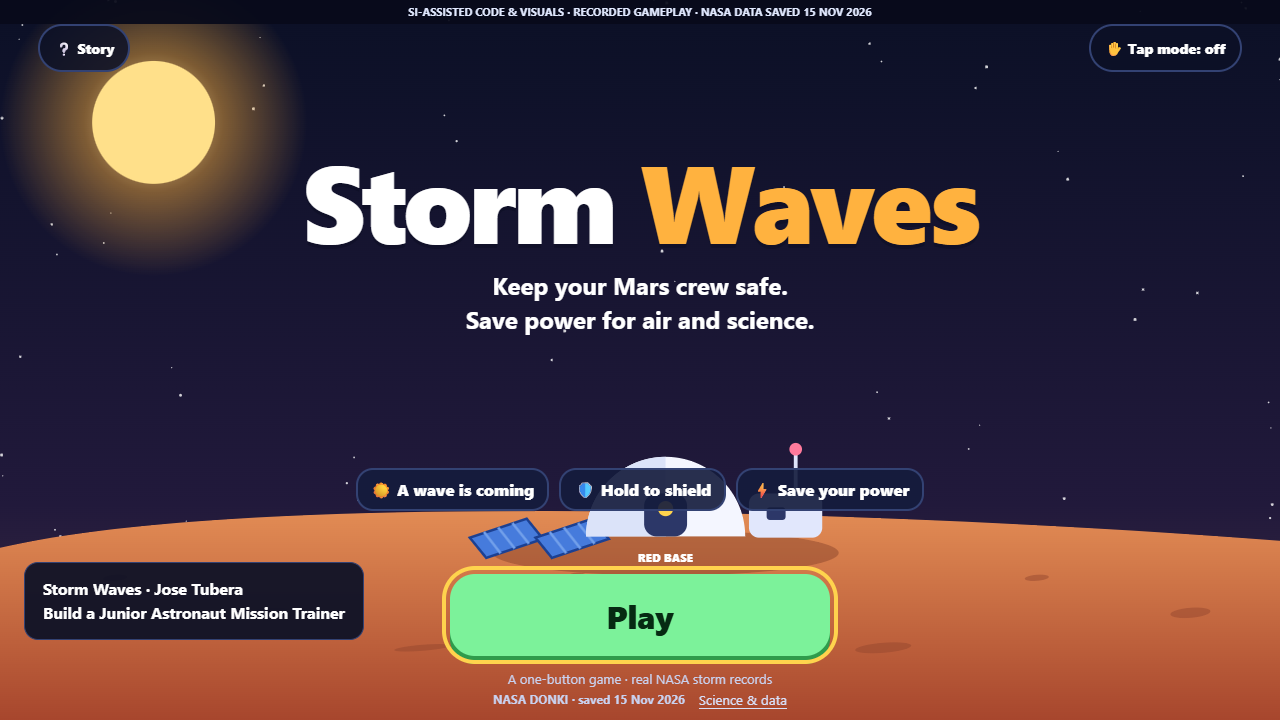 SI-ASSISTED CODE & VISUALS · RECORDED GAMEPLAY · NASA DATA SAVED 15 NOV 2026
? Story
Tap mode: off
Storm Waves
Keep your Mars crew safe.
Save power for air and science.
A wave is coming
Hold to shield
Save your power
RED BASE
Storm Waves · Jose Tubera
Build a Junior Astronaut Mission Trainer
Play
A one-button game · real NASA storm records
NASA DONKI · saved 15 Nov 2026 Science & data